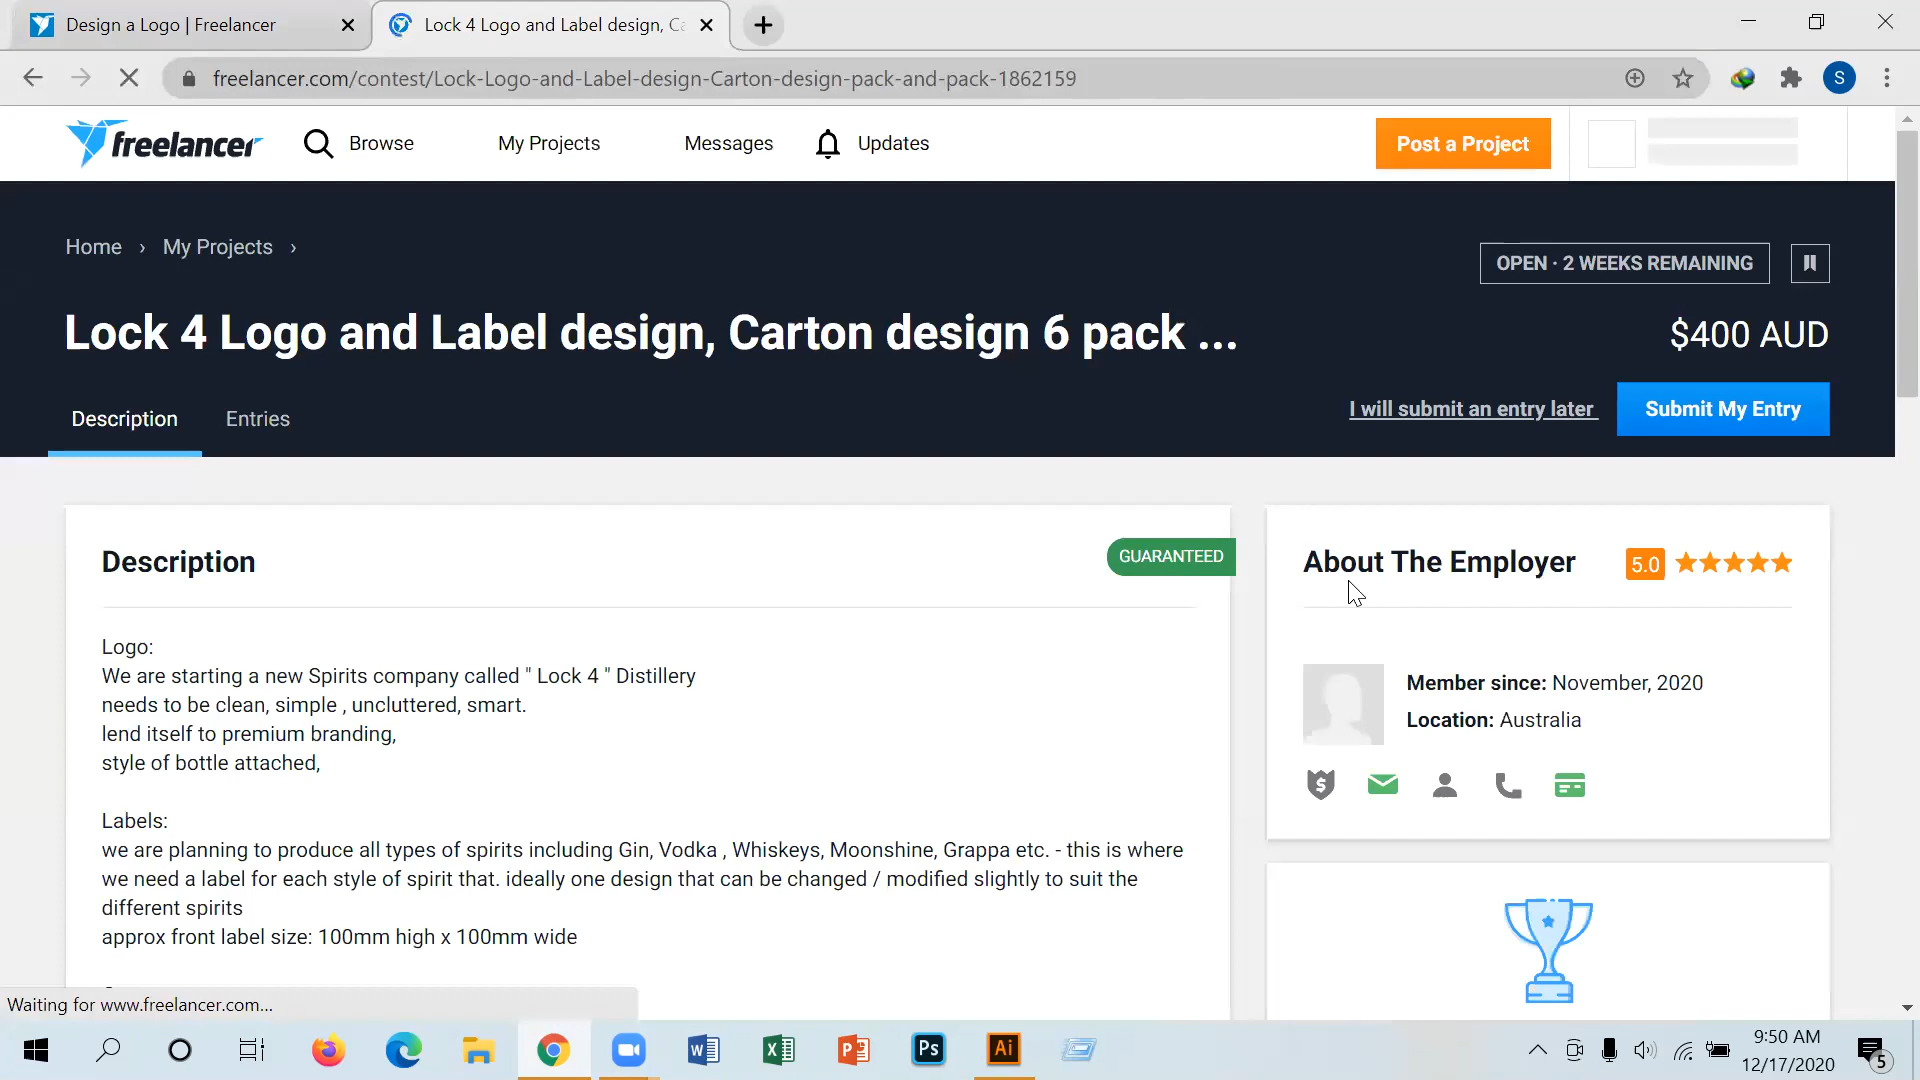 Design a Logo | Freelancer
Lock 4 Logo and Label design, Ca
freelancer.com/contest/Lock-Logo-and-Label-design-Carton-design-pack-and-pack-1862159
S
freelancer
Browse
My Projects
Messages
Updates
Post a Project
Home › My Projects ›
OPEN · 2 WEEKS REMAINING
Lock 4 Logo and Label design, Carton design 6 pack ...
$400 AUD
Description
Entries
I will submit an entry later
Submit My Entry
Description
GUARANTEED
Logo:
We are starting a new Spirits company called " Lock 4 " Distillery
needs to be clean, simple , uncluttered, smart.
lend itself to premium branding,
style of bottle attached,
Labels:
we are planning to produce all types of spirits including Gin, Vodka , Whiskeys, Moonshine, Grappa etc. - this is where
we need a label for each style of spirit that. ideally one design that can be changed / modified slightly to suit the
different spirits
approx front label size: 100mm high x 100mm wide
About The Employer
5.0
Member since: November, 2020
Location: Australia
Waiting for www.freelancer.com...
Ps
Ai
9:50 AM
12/17/2020
5